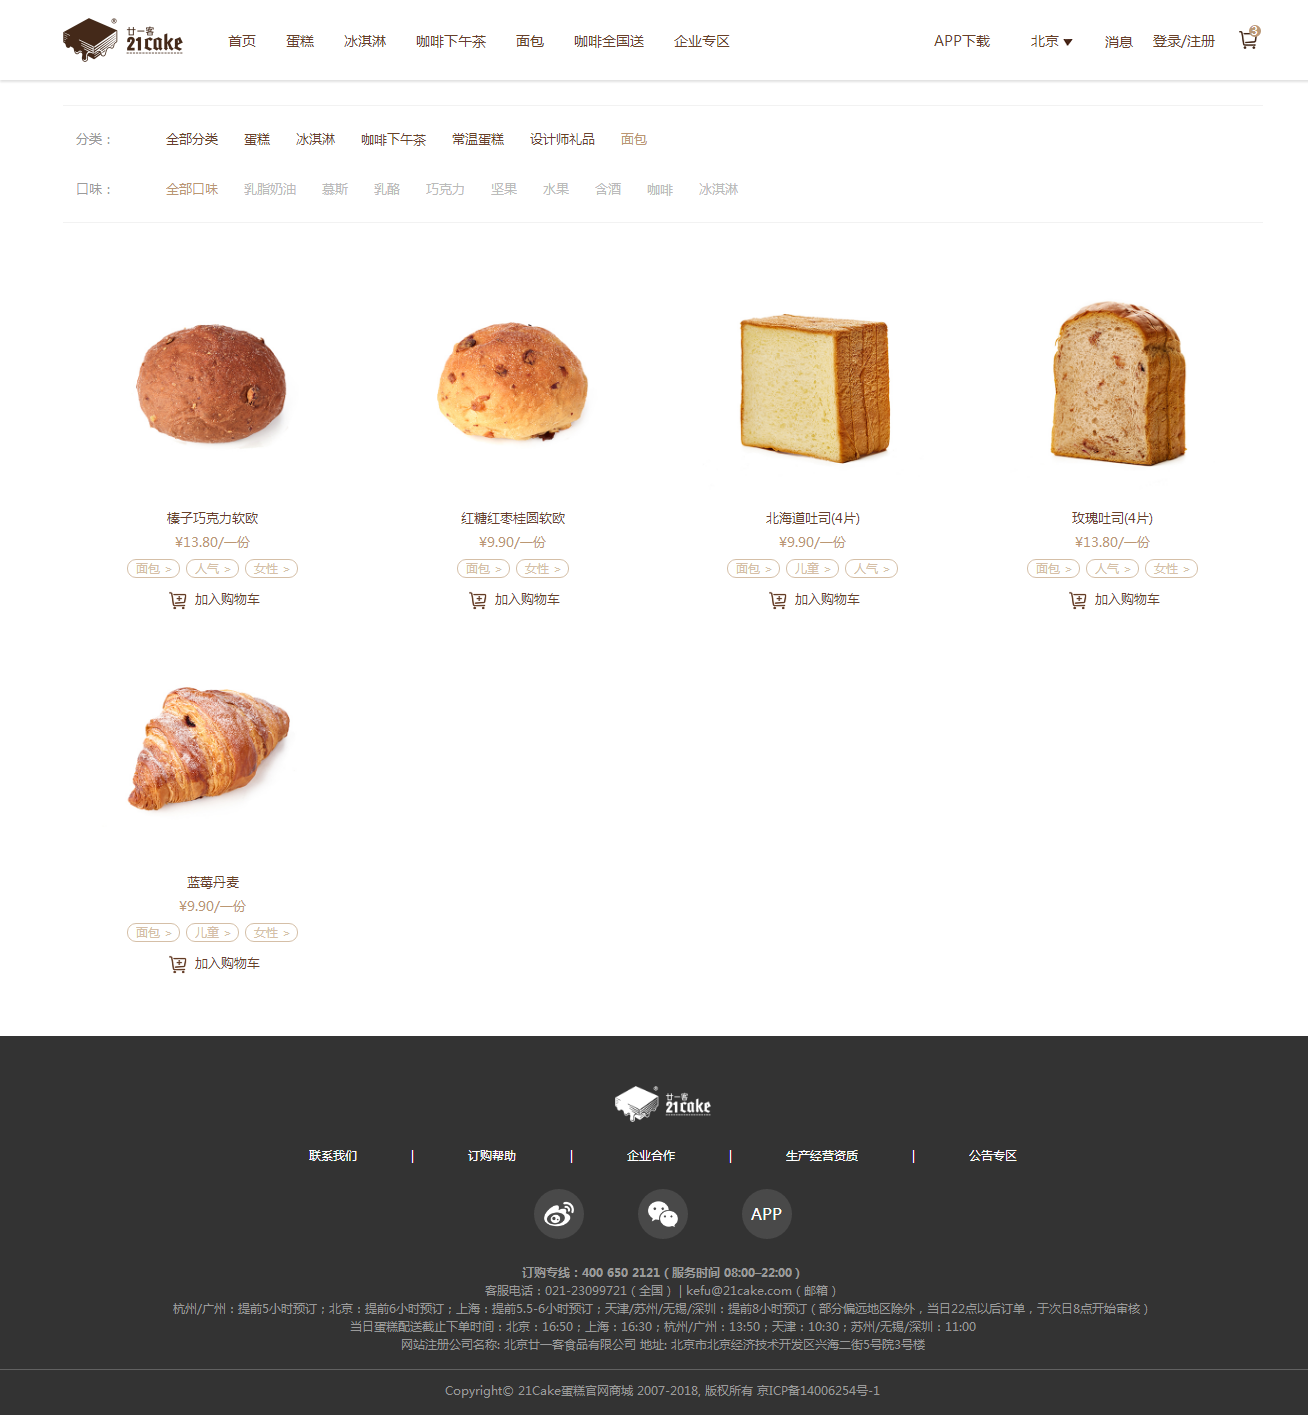 廿一客
21cake
首页 蛋糕 冰淇淋 咖啡下午茶 面包 咖啡全国送 企业专区 APP下载 北京 消息 登录/注册 3
分类： 全部分类 蛋糕 冰淇淋 咖啡下午茶 常温蛋糕 设计师礼品 面包
口味： 全部口味 乳脂奶油 慕斯 乳酪 巧克力 坚果 水果 含酒 咖啡 冰淇淋
榛子巧克力软欧 红糖红枣桂圆软欧 北海道吐司(4片) 玫瑰吐司(4片)
¥13.80/一份 ¥9.90/一份 ¥9.90/一份 ¥13.80/一份
面包 > 人气 > 女性 > 面包 > 女性 > 面包 > 儿童 > 人气 > 面包 > 人气 > 女性 >
加入购物车 加入购物车 加入购物车 加入购物车
蓝莓丹麦
¥9.90/一份
面包 > 儿童 > 女性 >
加入购物车
廿一客
21cake
联系我们 | 订购帮助 | 企业合作 | 生产经营资质 | 公告专区
APP
订购专线：400 650 2121（服务时间 08:00–22:00）
客服电话：021-23099721（全国） | kefu@21cake.com（邮箱）
杭州/广州：提前5小时预订；北京：提前6小时预订；上海：提前5.5-6小时预订；天津/苏州/无锡/深圳：提前8小时预订（部分偏远地区除外，当日22点以后订单，于次日8点开始审核）
当日蛋糕配送截止下单时间：北京：16:50；上海：16:30；杭州/广州：13:50；天津：10:30；苏州/无锡/深圳：11:00
网站注册公司名称: 北京廿一客食品有限公司 地址: 北京市北京经济技术开发区兴海二街5号院3号楼
Copyright© 21Cake蛋糕官网商城 2007-2018, 版权所有 京ICP备14006254号-1